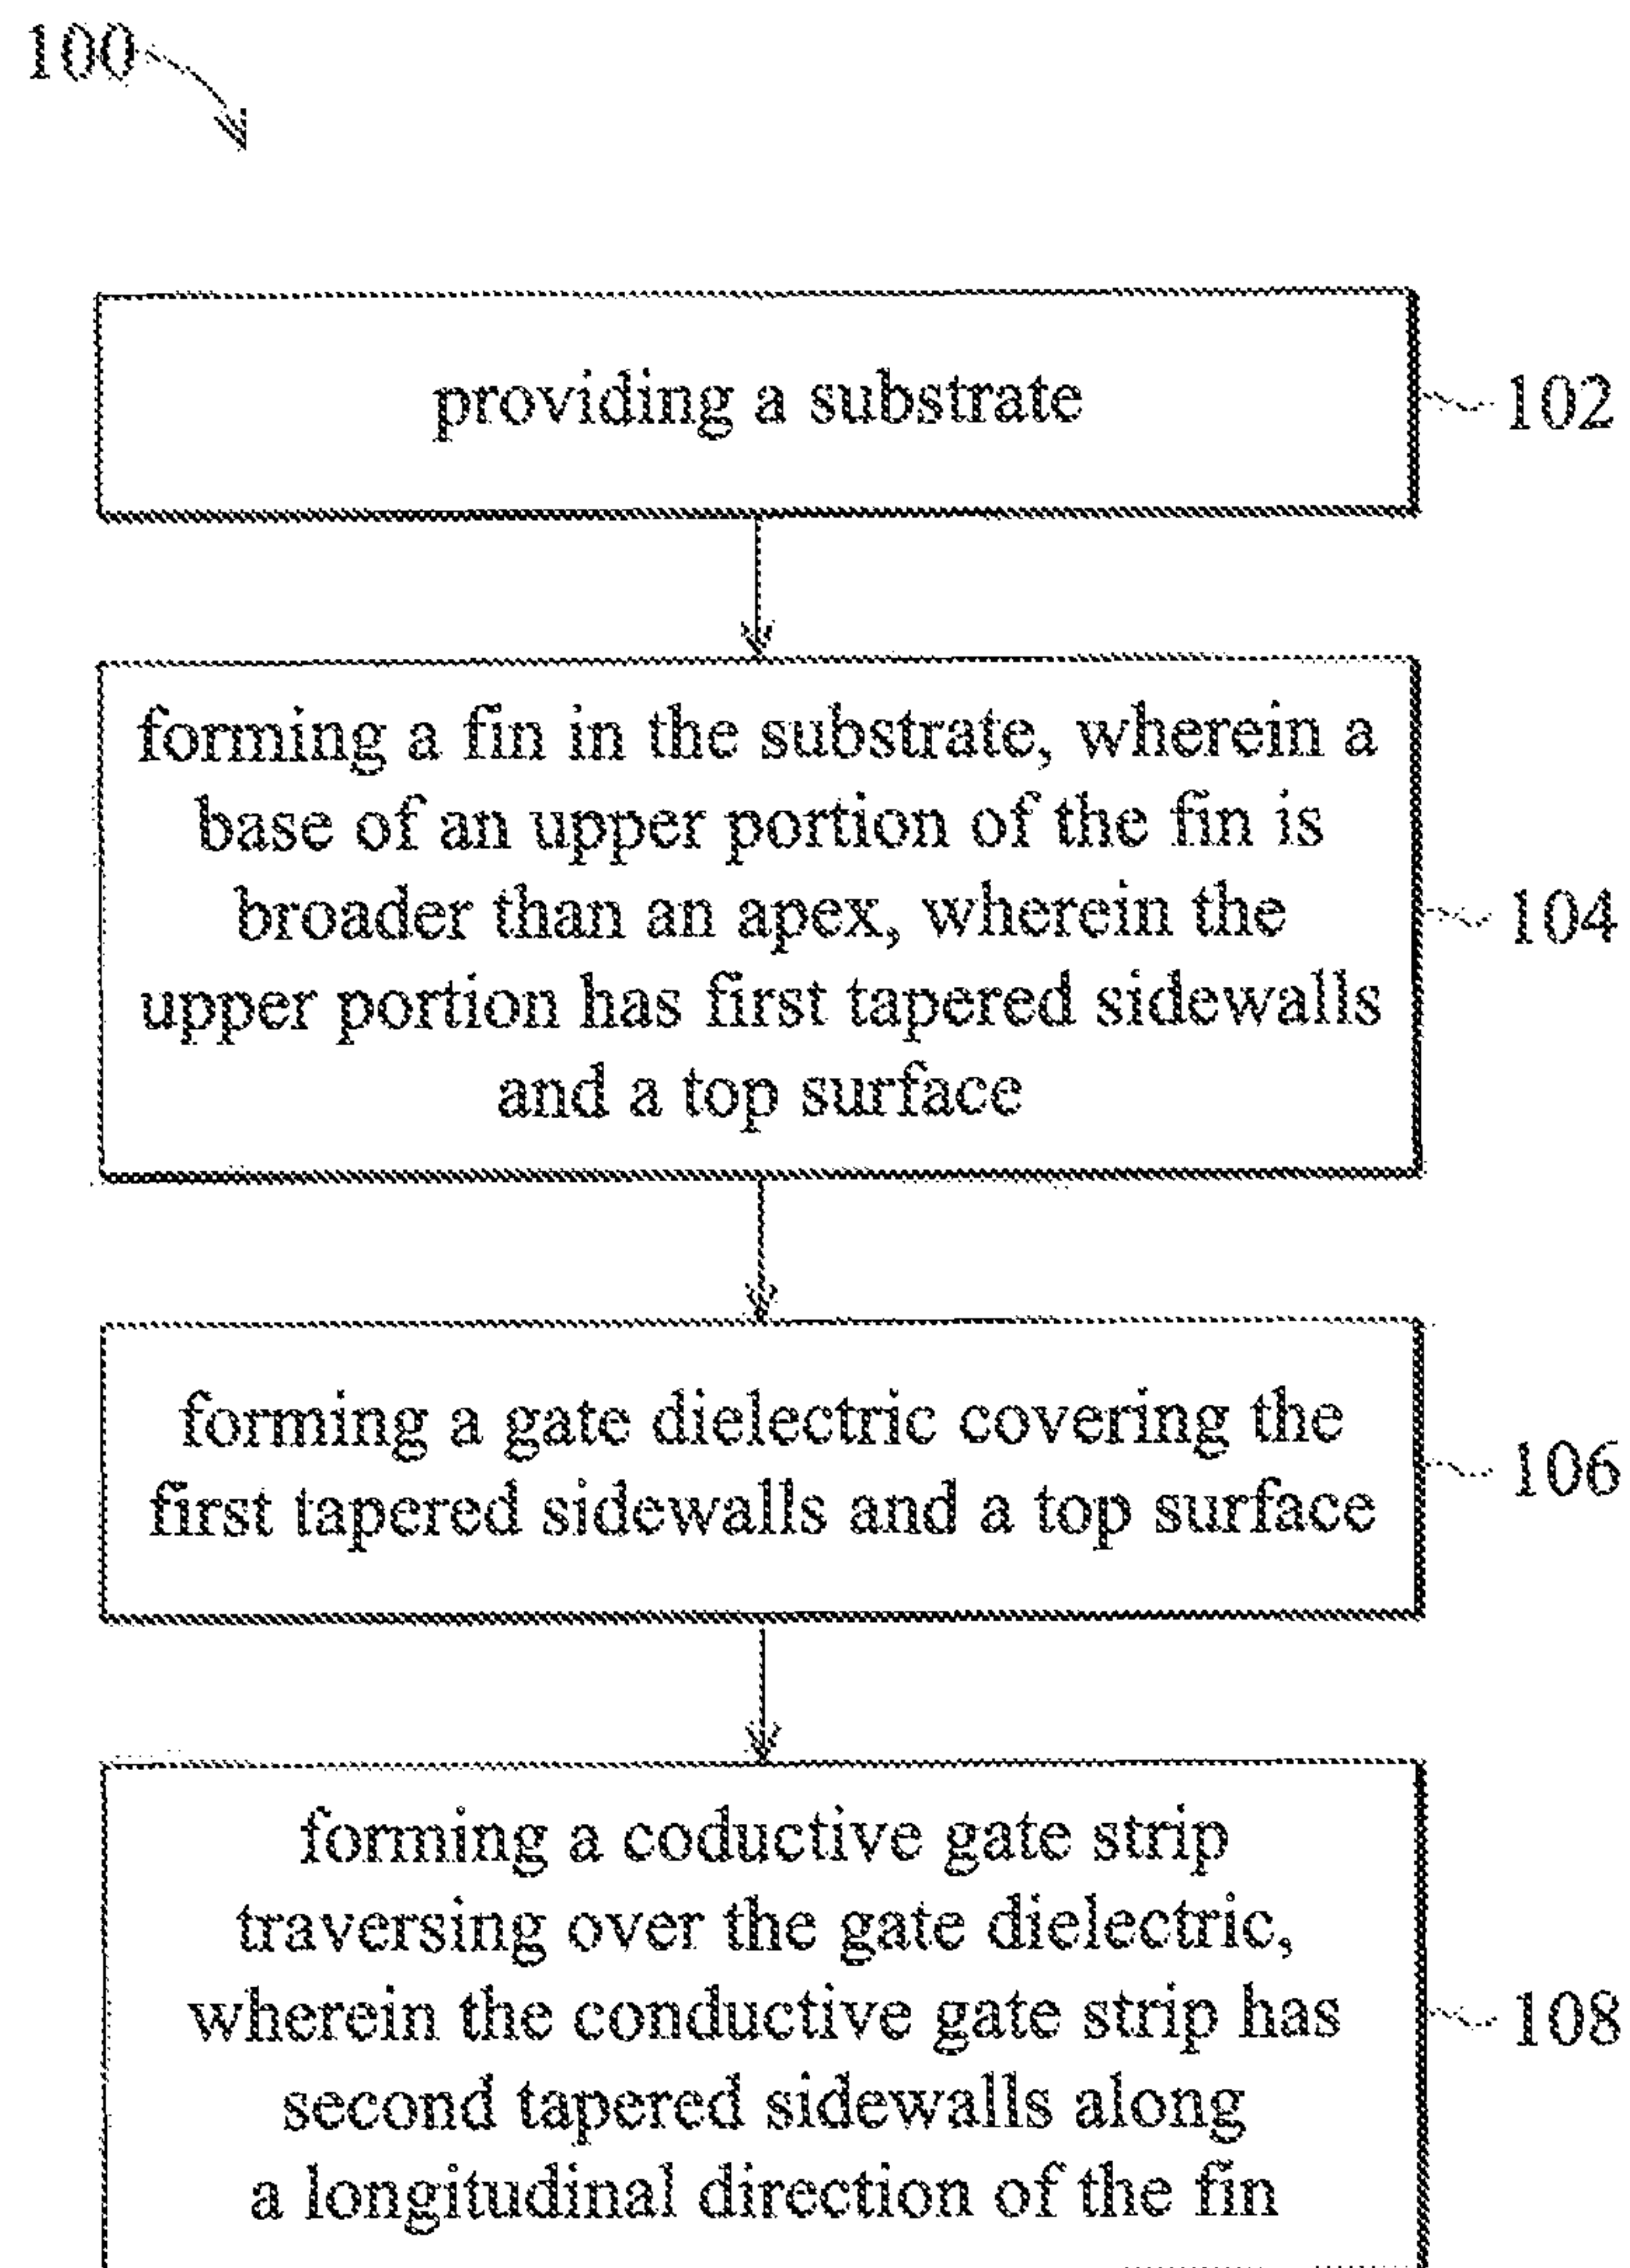 100
providing a substrate
102
forming a fin in the substrate, wherein a
base of an upper portion of the fin is
broader than an apex, wherein the
upper portion has first tapered sidewalls
and a top surface
104
forming a gate dielectric covering the
first tapered sidewalls and a top surface
106
forming a coductive gate strip
traversing over the gate dielectric,
wherein the conductive gate strip has
second tapered sidewalls along
a longitudinal direction of the fin
108